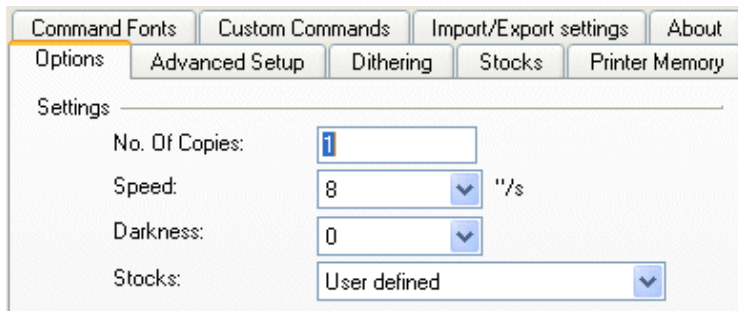 Command Fonts Custom Commands Import/Export settings About
Options Advanced Setup Dithering Stocks Printer Memory
Settings
No. Of Copies: 1
Speed: 8 "/s
Darkness: 0
Stocks: User defined